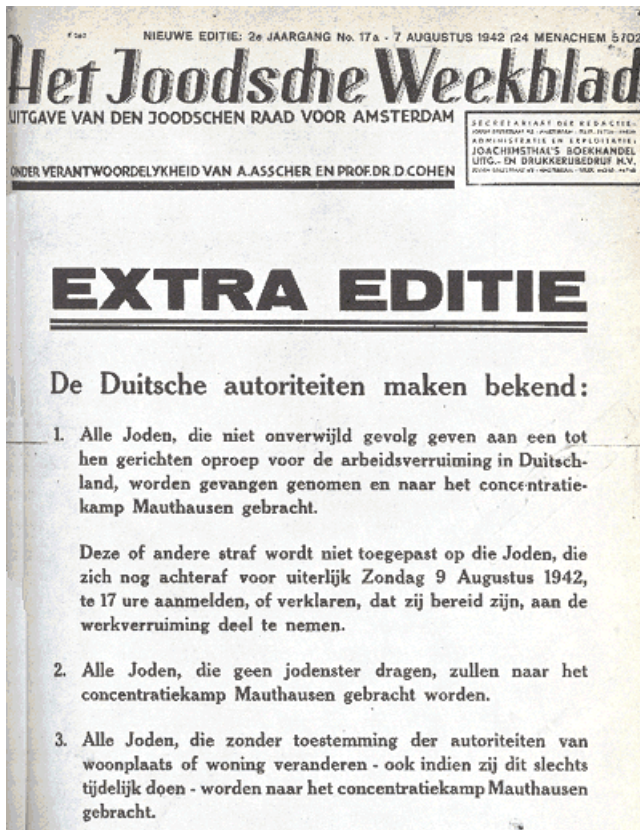 NIEUWE EDITIE: 2e JAARGANG No. 17a - 7 AUGUSTUS 1942 (24 MENACHEM 5702
Het Joodsche Weekblad
UITGAVE VAN DEN JOODSCHEN RAAD VOOR AMSTERDAM
ONDER VERANTWOORDELYKHEID VAN A. ASSCHER EN PROF. DR. D. COHEN
SECRETARIAAT DER REDACTIE:
ADMINISTRATIE EN EXPLOITATIE:
JOACHIMSTHAL'S BOEKHANDEL
UITG.- EN DRUKKERIJBEDRIJF N.V.
EXTRA EDITIE
De Duitsche autoriteiten maken bekend:
1. Alle Joden, die niet onverwijld gevolg geven aan een tot
hen gerichten oproep voor de arbeidsverruiming in Duitsch-
land, worden gevangen genomen en naar het concentratie-
kamp Mauthausen gebracht.
Deze of andere straf wordt niet toegepast op die Joden, die
zich nog achteraf voor uiterlijk Zondag 9 Augustus 1942,
te 17 ure aanmelden, of verklaren, dat zij bereid zijn, aan de
werkverruiming deel te nemen.
2. Alle Joden, die geen jodenster dragen, zullen naar het
concentratiekamp Mauthausen gebracht worden.
3. Alle Joden, die zonder toestemming der autoriteiten van
woonplaats of woning veranderen - ook indien zij dit slechts
tijdelijk doen - worden naar het concentratiekamp Mauthausen
gebracht.